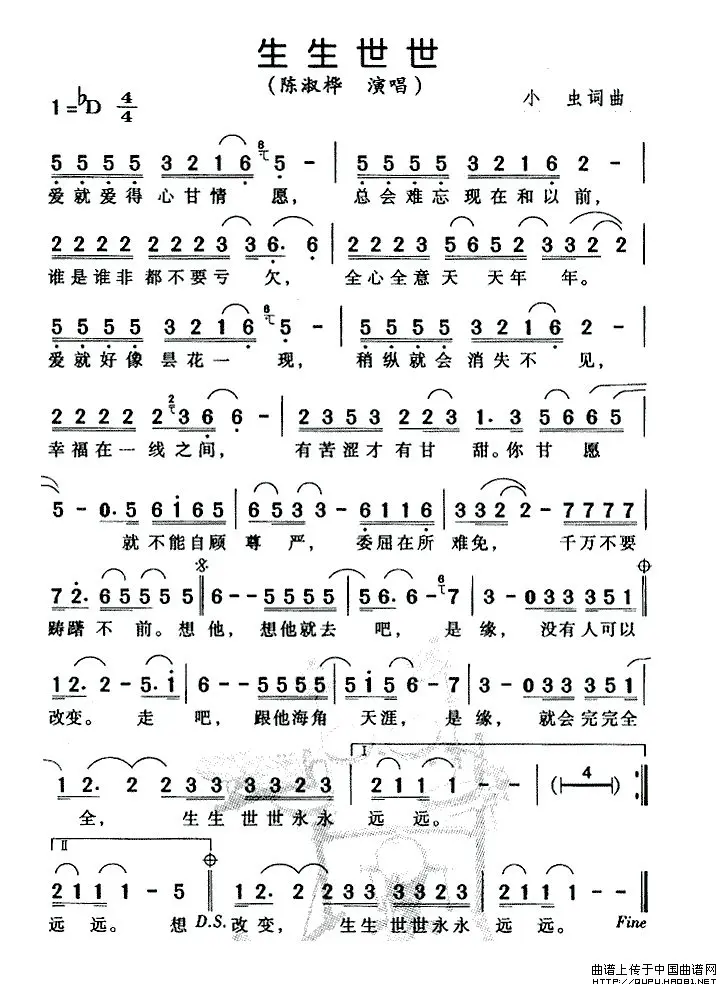 生生世世
(陈淑桦 演唱)
1=♭D 4/4
小 虫词曲
5 5 5 5 3 2 1 6 6 5 - | 5 5 5 5 3 2 1 6 2 - |
爱就爱得心甘情 愿, 总会难忘现在和以前,
2 2 2 2 2 2 2 3 3 6. 6 | 2 2 2 3 5 6 5 2 3 3 2 2 |
谁是谁非都不要亏 欠, 全心全意天 天年 年。
5 5 5 5 3 2 1 6 6 5 - | 5 5 5 5 3 2 1 6 2 - |
爱就好像昙花一 现, 稍纵就会消失不 见,
2 2 2 2 2 2 3 6 6 - | 2 3 5 3 2 2 3 1. 3 5 6 6 5 |
幸福在一线之间, 有苦涩才有甘 甜。你甘愿
5 - 0. 5 6 1 6 5 | 6 5 3 3 - 6 1 1 6 | 3 3 2 2 2 - 7 7 7 7 |
就不能自顾尊 严, 委屈在所难免, 千万不要
7 2. 6 5 5 5 5 5 | 6 - - 5 5 5 5 | 5 6. 6 - 6 7 | 3 - 0 3 3 3 3 5 1 |
踌躇不 前。想他, 想他就去 吧, 是缘, 没有人可以
1 2. 2 - 5. 1 | 6 - - 5 5 5 5 | 5 1 5 7 - 6 7 | 3 - 0 3 3 3 3 5 1 |
改变。 走 吧, 跟他海角 天涯, 是缘, 就会完完全
I
1 2. 2 2 2 3 3 3 3 2 3 | 2 1 1 1 1 - - | 4 :|
全, 生生世世永永 远 远。
II
2 1 1 1 1 - 5 | 1 2. 2 2 2 3 3 3 3 2 3 | 2 1 1 1 1 - - |
远 远。 想 D.S. 改变, 生生世世永永 远 远。 Fine
曲谱上传于中国曲谱网
HTTP://QUPU.HAO81.NET